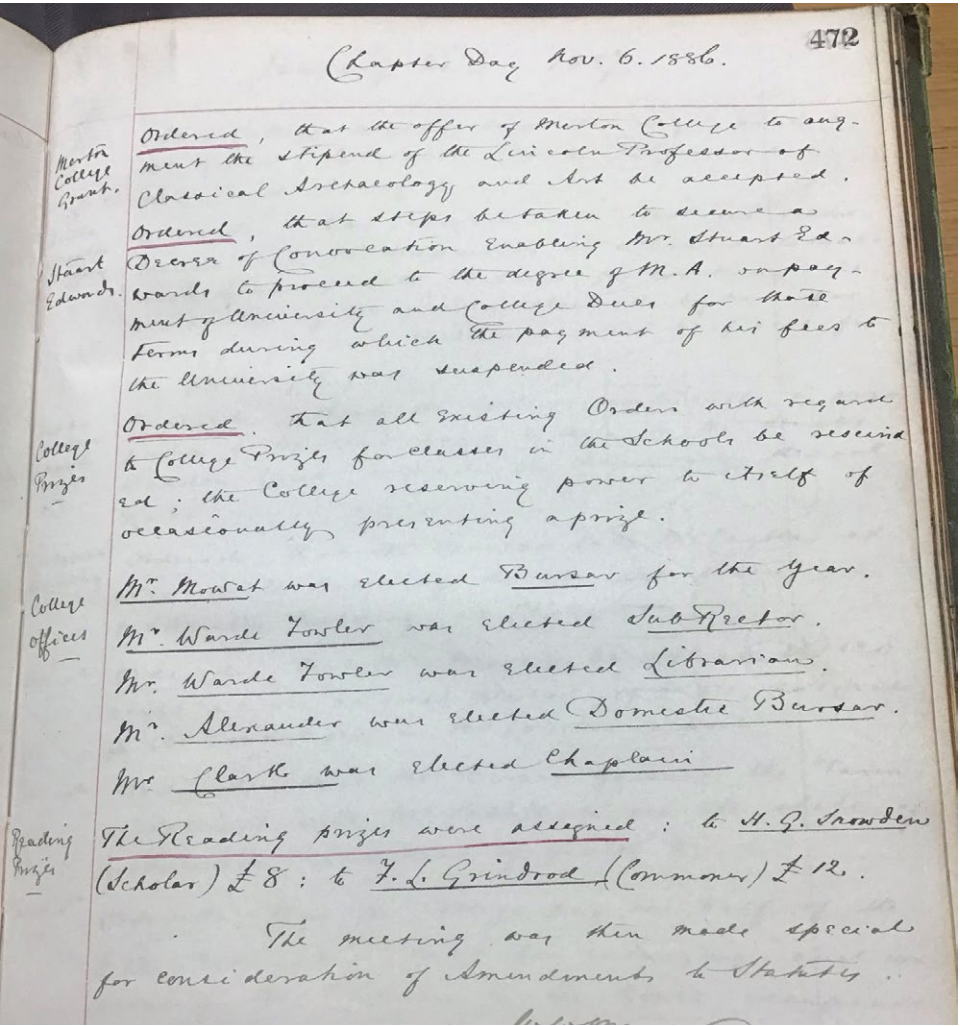 472
Chapter Day Nov. 6. 1886.
Merton
College
Grant.
Ordered, that the offer of Merton College to aug-
ment the stipend of the Lincoln Professor of
Classical Archaeology and Art be accepted.
Stuart
Edwards.
Ordered, that steps be taken to secure a
Decree of Convocation enabling Mr. Stuart Ed-
wards to proceed to the degree of M.A. on pay-
ment of University and College Dues for those
terms during which the payment of his fees to
the University was suspended.
College
Prizes
Ordered, that all existing Orders with regard
to College Prizes for classes in the Schools be rescind
ed; the College reserving power to itself of
occasionally presenting a prize.
College
offices
Mr. Mowat was elected Bursar for the Year.
Mr. Warde Fowler was elected SubRector.
Mr. Warde Fowler was elected Librarian.
Mr. Alexander was elected Domestic Bursar.
Mr. Clark was elected Chaplain
Reading
Prizes
The Reading prizes were assigned: to H. G. Snowden
(Scholar) £8: to F. L. Grindrod (Commoner) £12.
The meeting was then made special
for consideration of Amendments to Statutes.